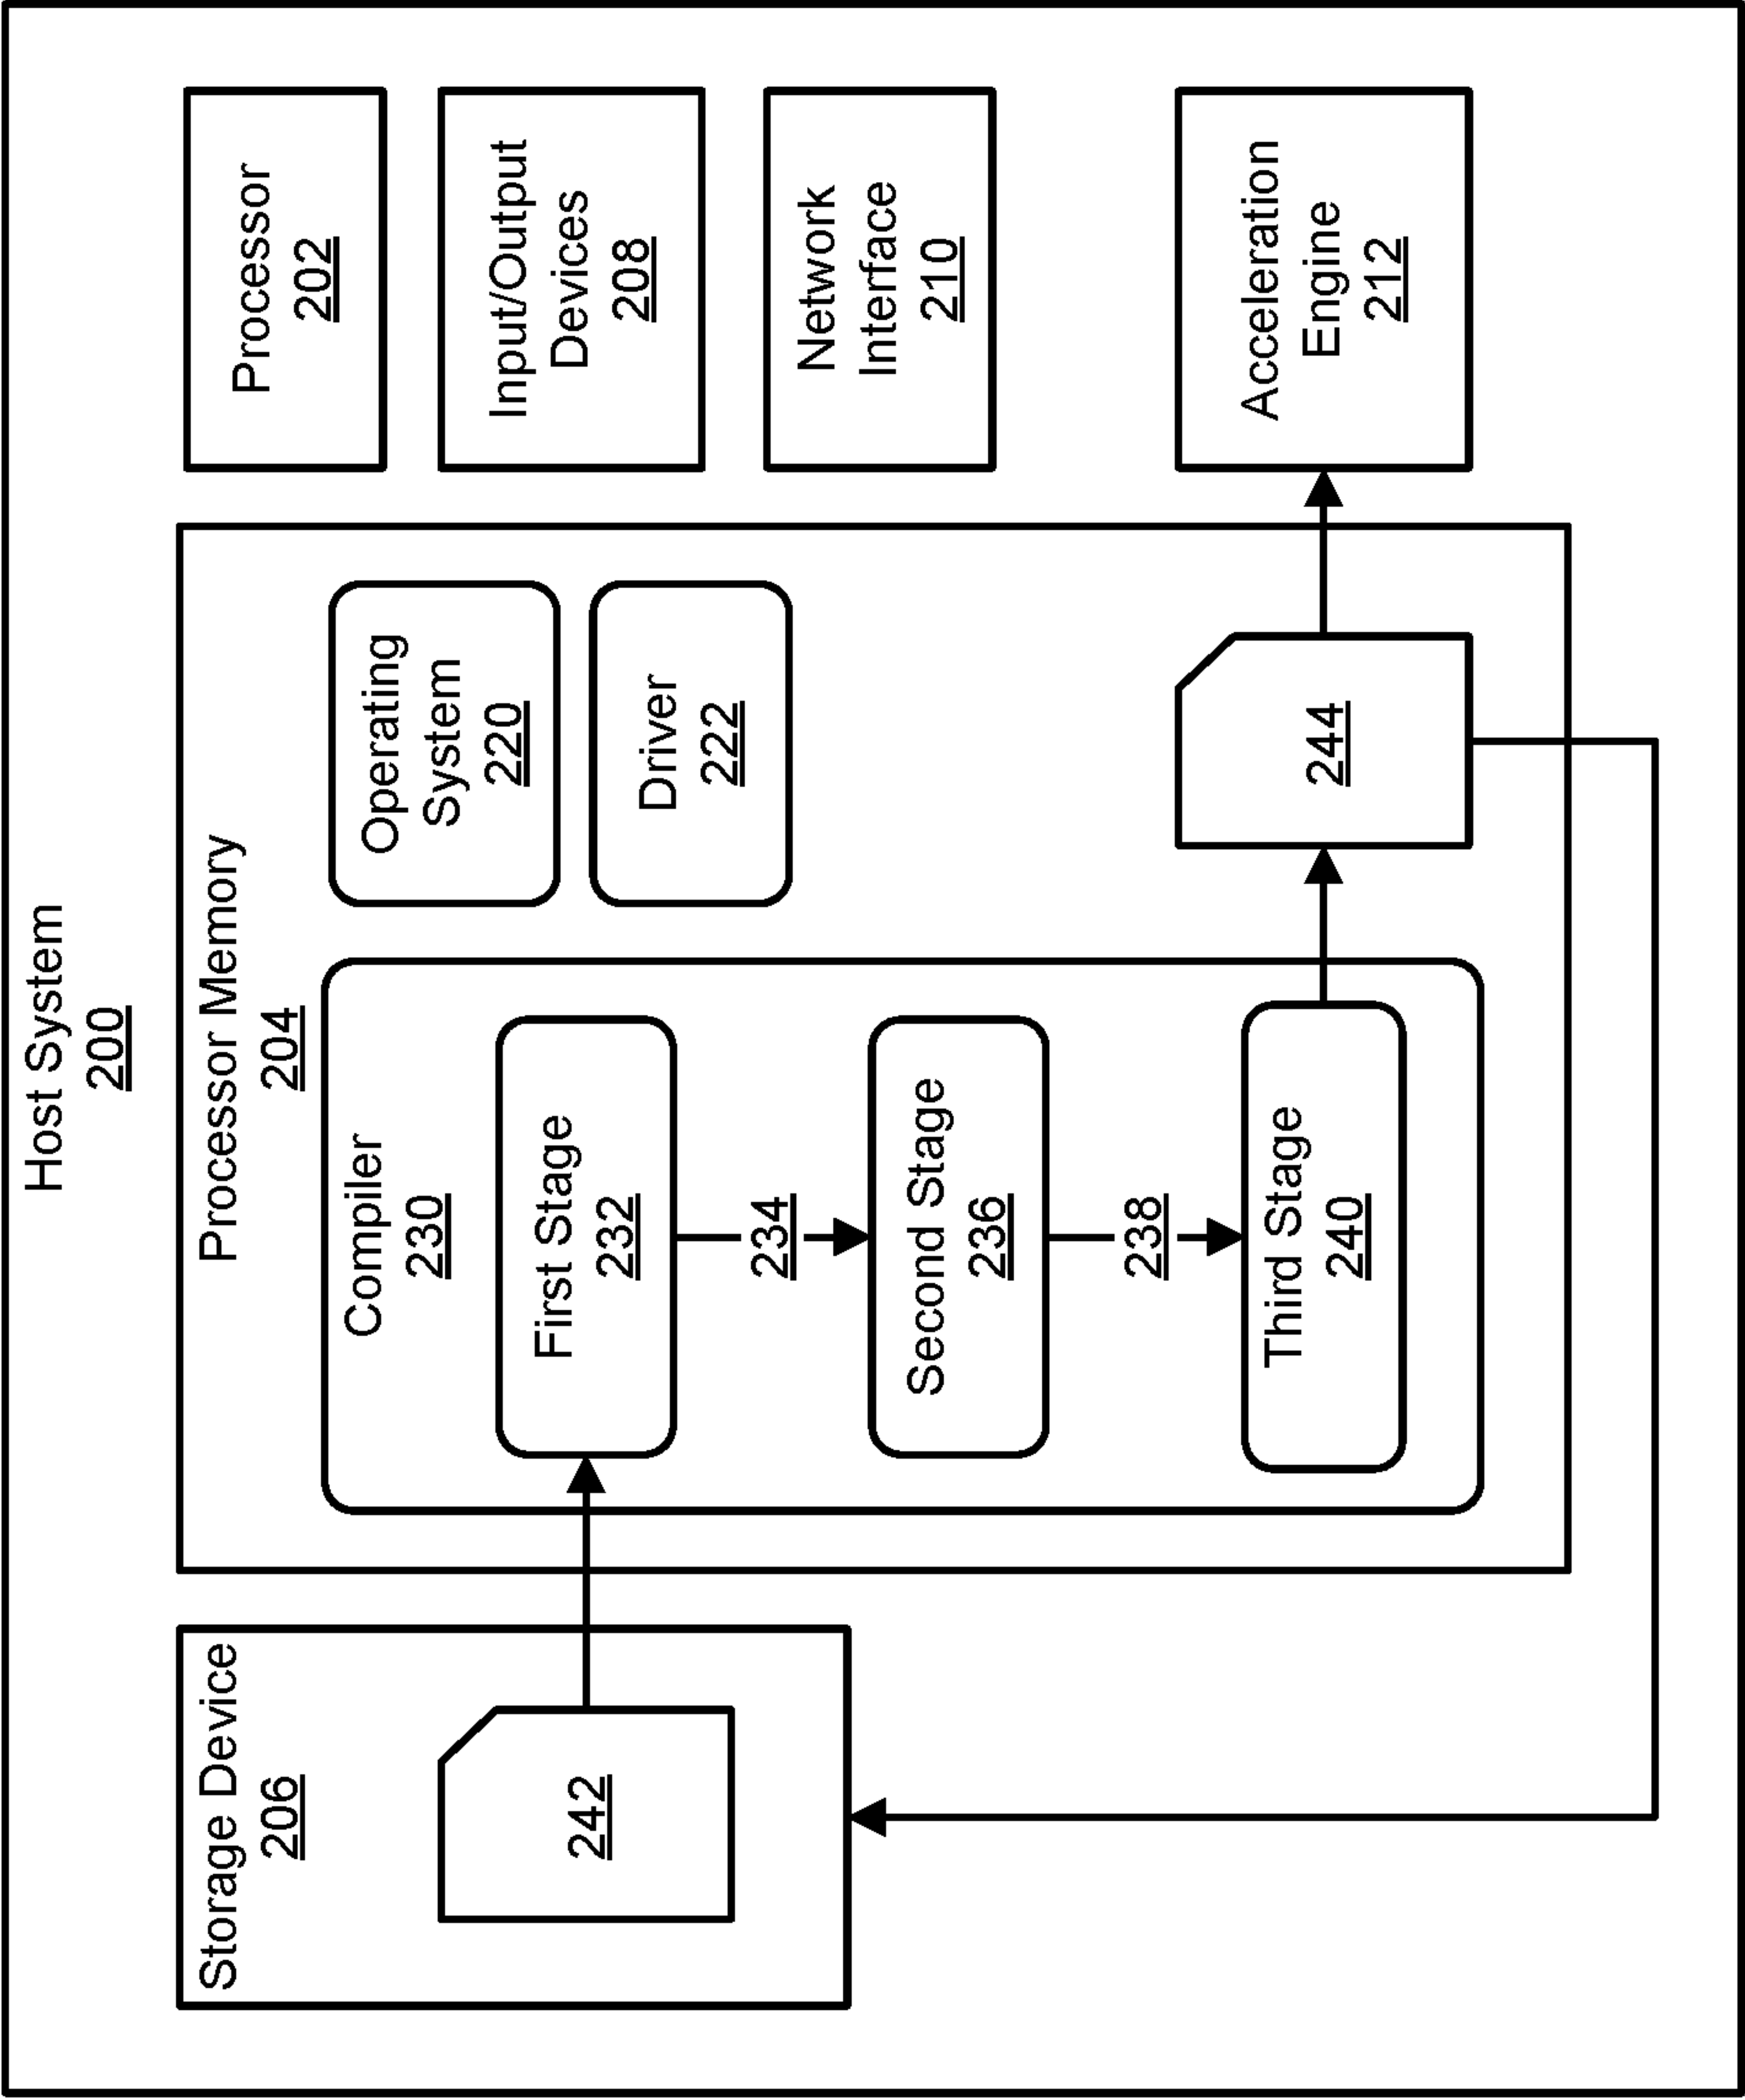 Host System
200
Storage Device
206
242
Processor Memory
204
Compiler
230
First Stage
232
234
Second Stage
236
238
Third Stage
240
Operating
System
220
Driver
222
244
Processor
202
Input/Output
Devices
208
Network
Interface
210
Acceleration
Engine
212